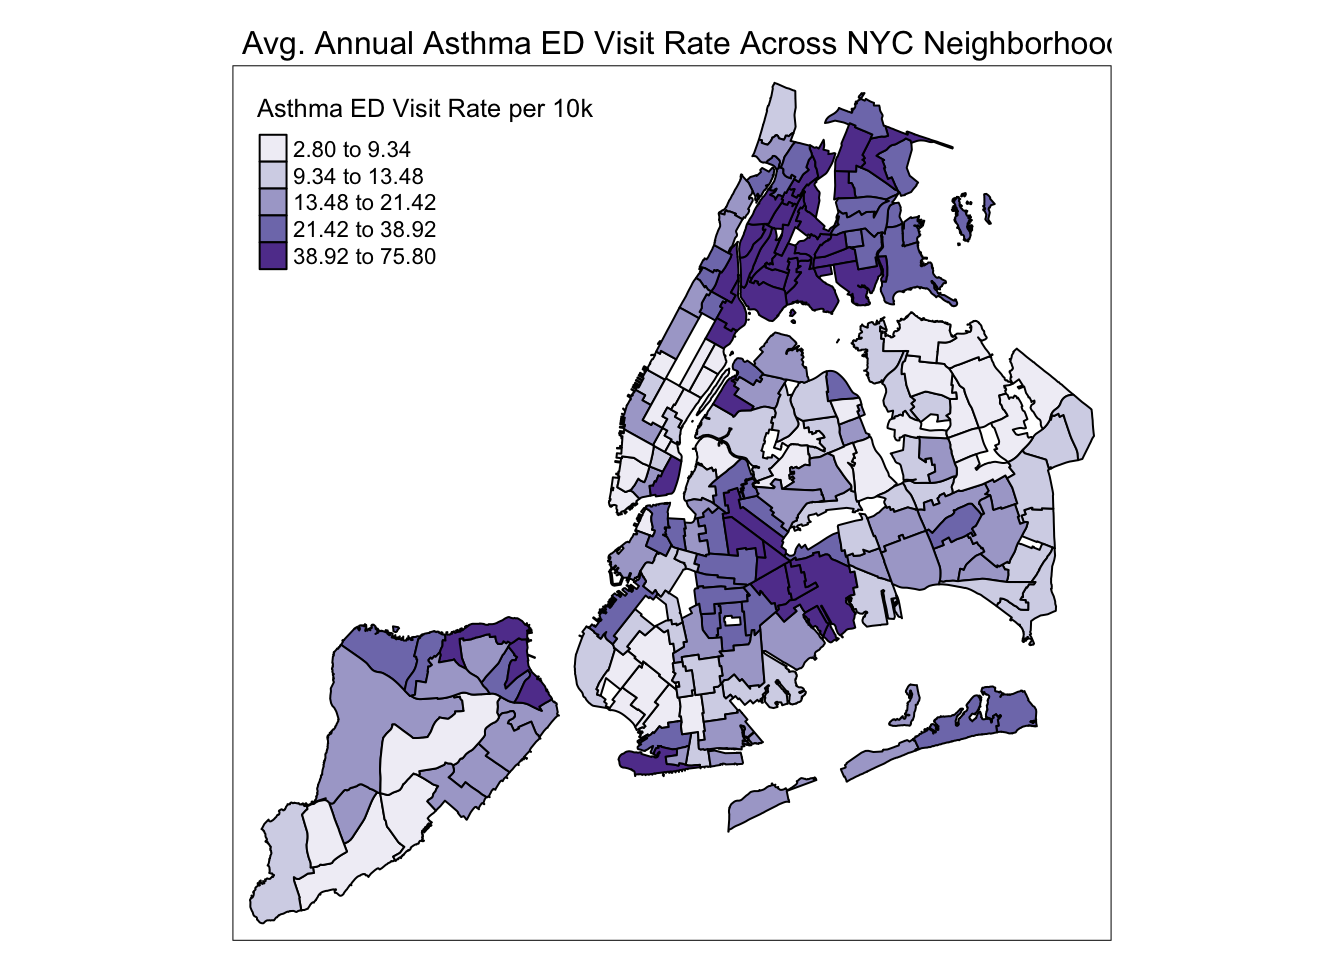 Avg. Annual Asthma ED Visit Rate Across NYC Neighborhooo
Asthma ED Visit Rate per 10k
2.80 to 9.34
9.34 to 13.48
13.48 to 21.42
21.42 to 38.92
38.92 to 75.80